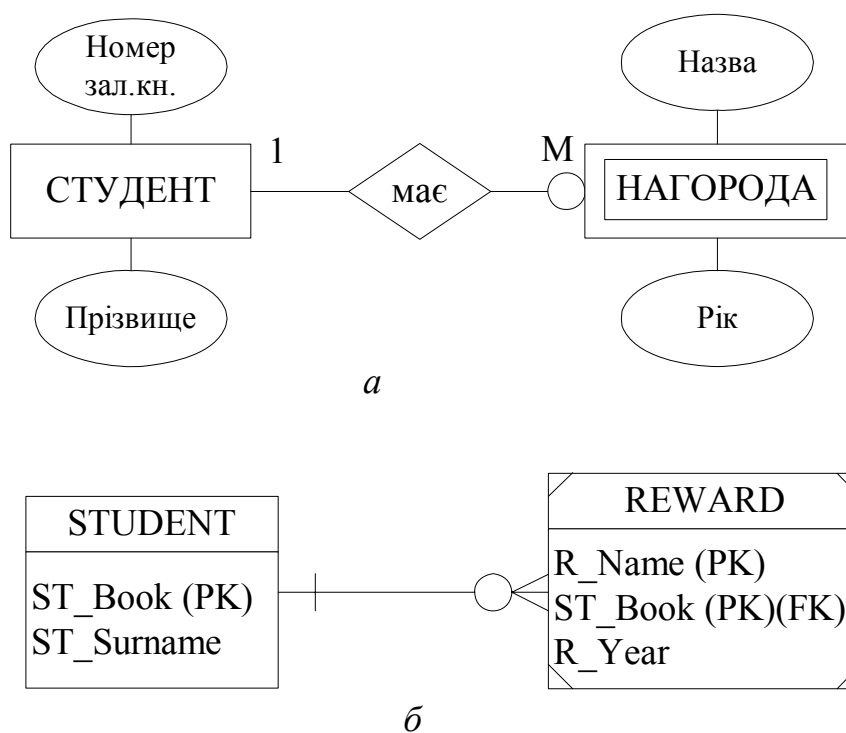 Номер
зал.кн.
Назва
1
М
СТУДЕНТ
має
НАГОРОДА
Прізвище
Рік
а
STUDENT
ST_Book (PK)
ST_Surname
REWARD
R_Name (PK)
ST_Book (PK)(FK)
R_Year
б